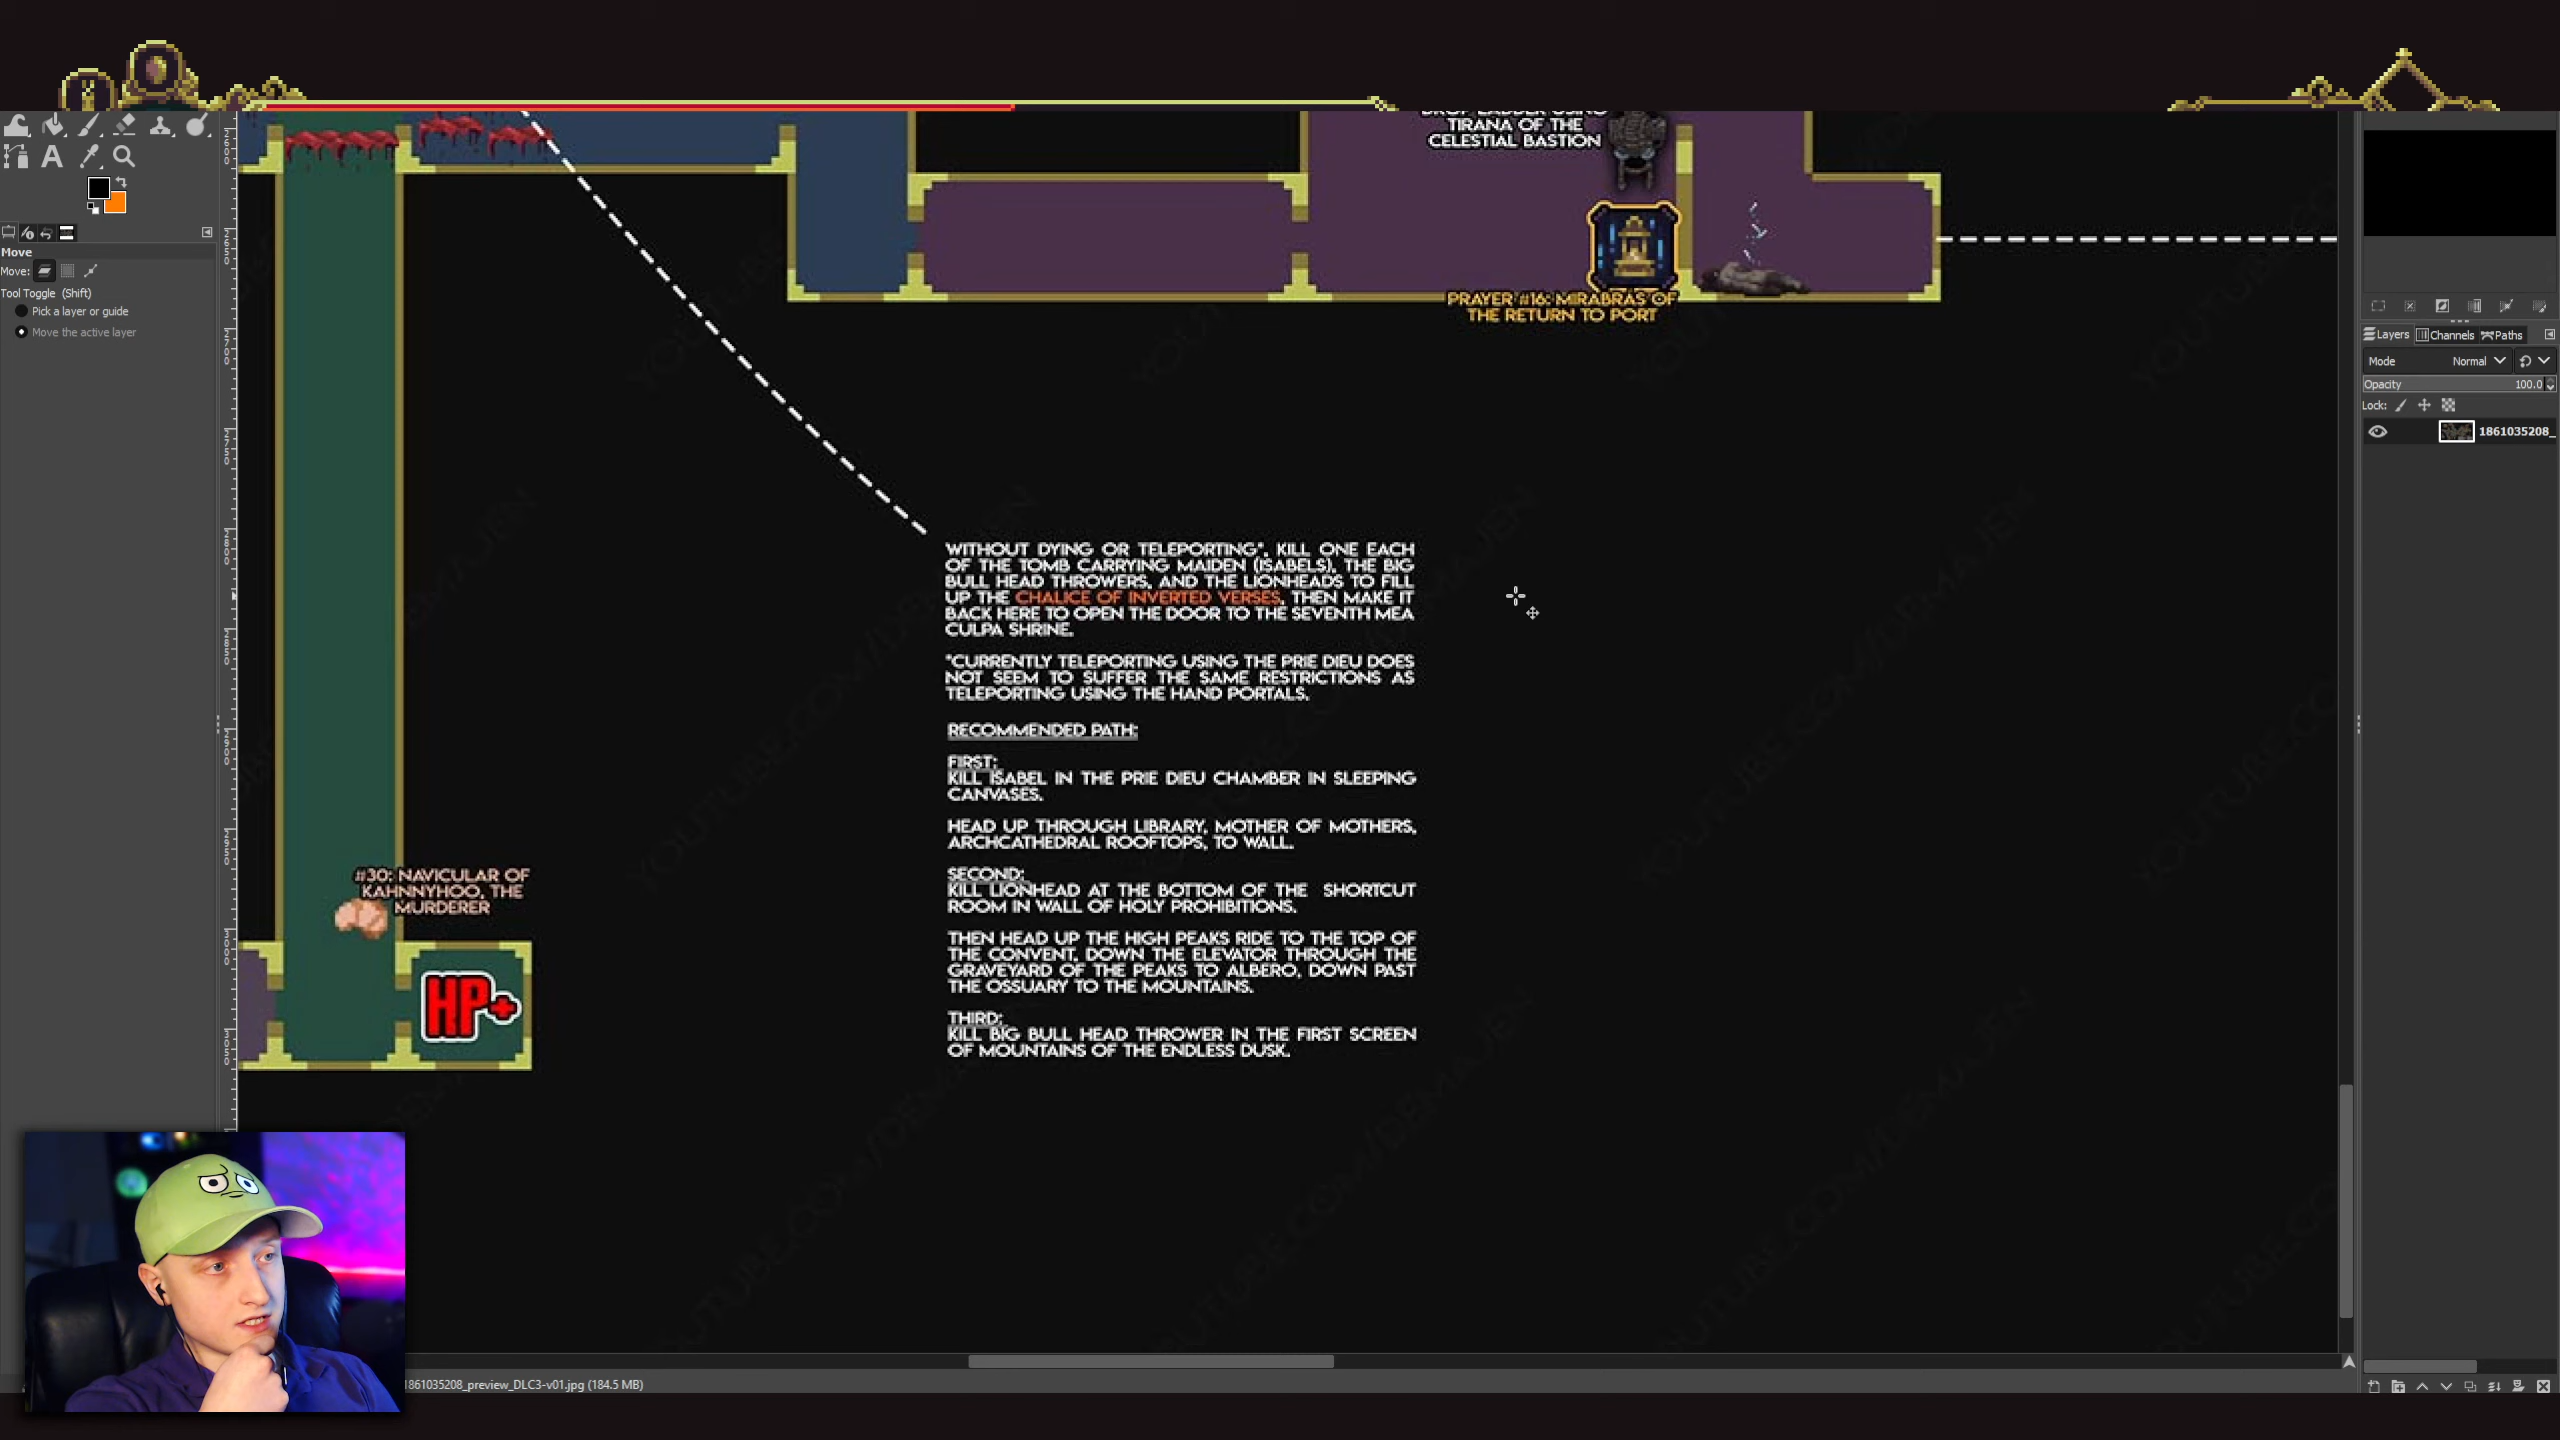 DROP LADDER USING
TIRANA OF THE
CELESTIAL BASTION
PRAYER #16: MIRABRAS OF
THE RETURN TO PORT
Move
Move:
Tool Toggle (Shift)
Pick a layer or guide
Move the active layer
WITHOUT DYING OR TELEPORTING*, KILL ONE EACH
OF THE TOMB CARRYING MAIDEN (ISABELS), THE BIG
BULL HEAD THROWERS, AND THE LIONHEADS TO FILL
UP THE CHALICE OF INVERTED VERSES, THEN MAKE IT
BACK HERE TO OPEN THE DOOR TO THE SEVENTH MEA
CULPA SHRINE.
*CURRENTLY TELEPORTING USING THE PRIE DIEU DOES
NOT SEEM TO SUFFER THE SAME RESTRICTIONS AS
TELEPORTING USING THE HAND PORTALS.
RECOMMENDED PATH:
FIRST:
KILL ISABEL IN THE PRIE DIEU CHAMBER IN SLEEPING
CANVASES.
HEAD UP THROUGH LIBRARY, MOTHER OF MOTHERS,
ARCHCATHEDRAL ROOFTOPS, TO WALL.
SECOND:
KILL LIONHEAD AT THE BOTTOM OF THE SHORTCUT
ROOM IN WALL OF HOLY PROHIBITIONS.
THEN HEAD UP THE HIGH PEAKS RIDE TO THE TOP OF
THE CONVENT, DOWN THE ELEVATOR THROUGH THE
GRAVEYARD OF THE PEAKS TO ALBERO, DOWN PAST
THE OSSUARY TO THE MOUNTAINS.
THIRD:
KILL BIG BULL HEAD THROWER IN THE FIRST SCREEN
OF MOUNTAINS OF THE ENDLESS DUSK.
#30: NAVICULAR OF
KAHNNYHOO, THE
MURDERER
HP+
Layers Channels Paths
Mode Normal
Opacity 100.0
Lock:
1861035208_
1861035208_preview_DLC3-v01.jpg (184.5 MB)
YOUTUBE.COM/DEMAJEN